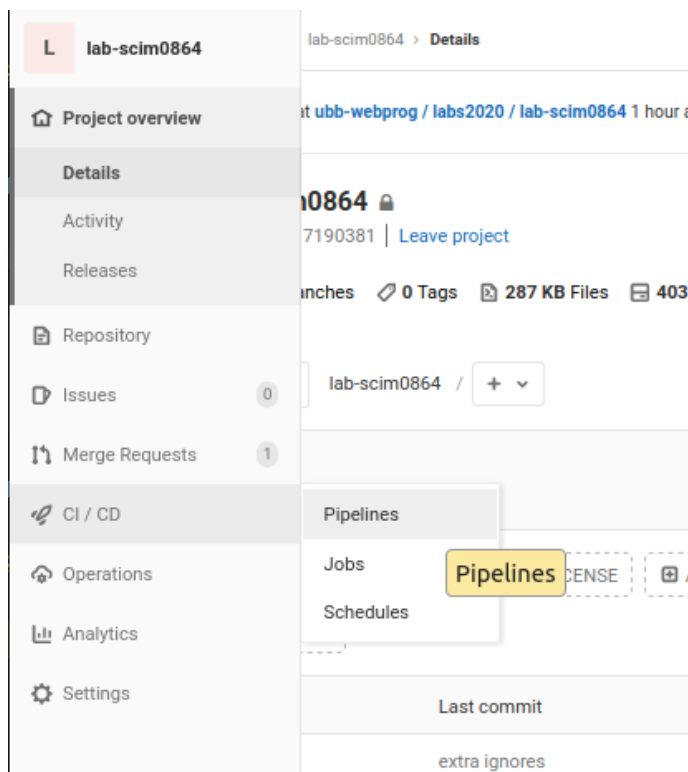 L lab-scim0864
lab-scim0864 > Details
Project overview
at ubb-webprog / labs2020 / lab-scim0864 1 hour a
Details
m0864
Activity
7190381 | Leave project
Releases
anches 0 Tags 287 KB Files 403
Repository
lab-scim0864 / +
Issues 0
Merge Requests 1
CI / CD
Pipelines
Jobs
Pipelines
CENSE
A
Schedules
Operations
Analytics
Settings
Last commit
extra ignores